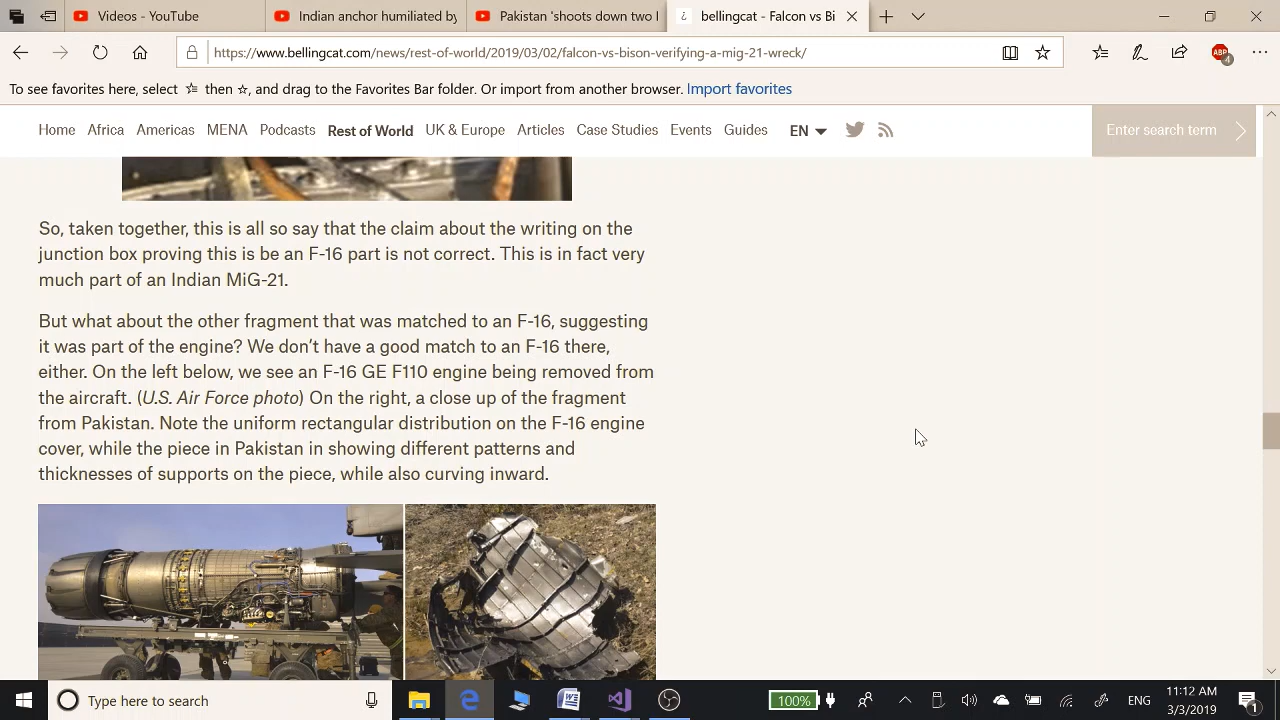 Videos - YouTube
Indian anchor humiliated by
Pakistan 'shoots down two I
bellingcat - Falcon vs Bi
https://www.bellingcat.com/news/rest-of-world/2019/03/02/falcon-vs-bison-verifying-a-mig-21-wreck/
ABP
4
To see favorites here, select then ☆, and drag to the Favorites Bar folder. Or import from another browser. Import favorites
Home Africa Americas MENA Podcasts Rest of World UK & Europe Articles Case Studies Events Guides EN Enter search term
So, taken together, this is all so say that the claim about the writing on the
junction box proving this is be an F-16 part is not correct. This is in fact very
much part of an Indian MiG-21.
But what about the other fragment that was matched to an F-16, suggesting
it was part of the engine? We don't have a good match to an F-16 there,
either. On the left below, we see an F-16 GE F110 engine being removed from
the aircraft. (U.S. Air Force photo) On the right, a close up of the fragment
from Pakistan. Note the uniform rectangular distribution on the F-16 engine
cover, while the piece in Pakistan in showing different patterns and
thicknesses of supports on the piece, while also curving inward.
Type here to search
100%
ENG
11:12 AM
3/3/2019
1